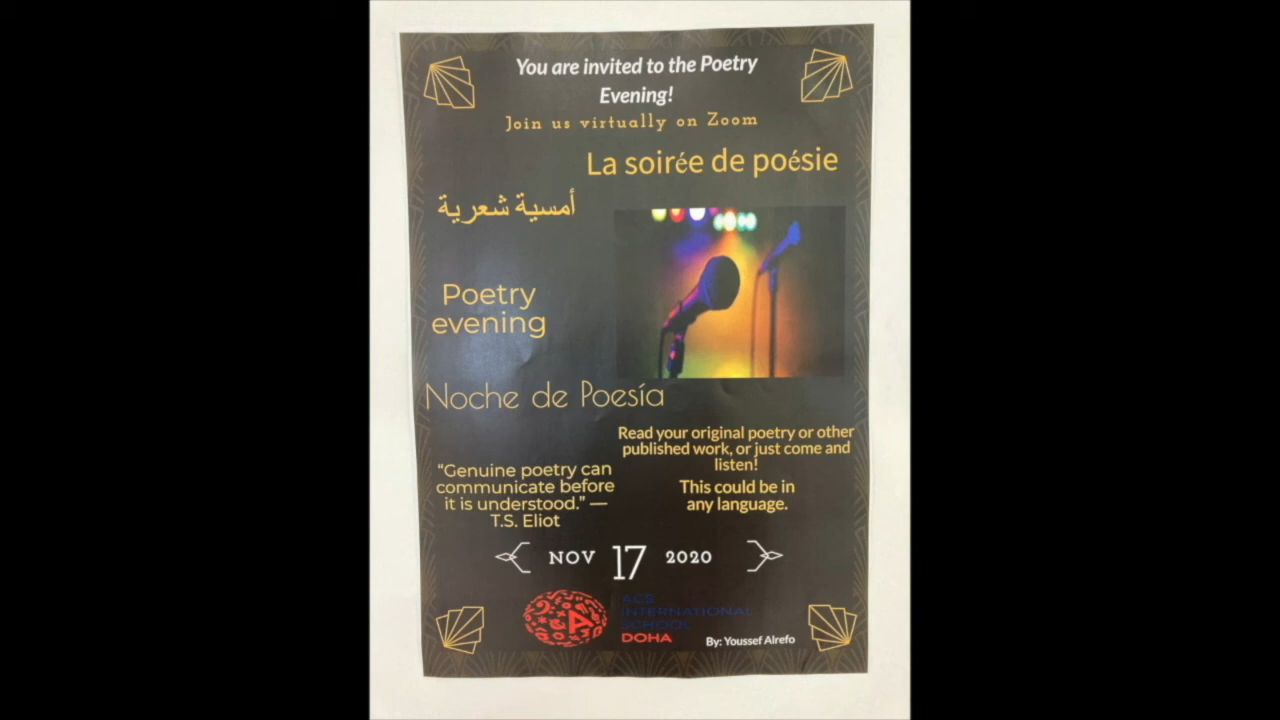 You are invited to the Poetry
Evening!
Join us virtually on Zoom
La soirée de poésie
أمسية شعرية
Poetry
evening
Noche de Poesía
Read your original poetry or other
published work, or just come and
listen!
This could be in
any language.
“Genuine poetry can
communicate before
it is understood.” —
T.S. Eliot
NOV 17 2020
ACS
INTERNATIONAL
SCHOOL
DOHA
By: Youssef Alrefo